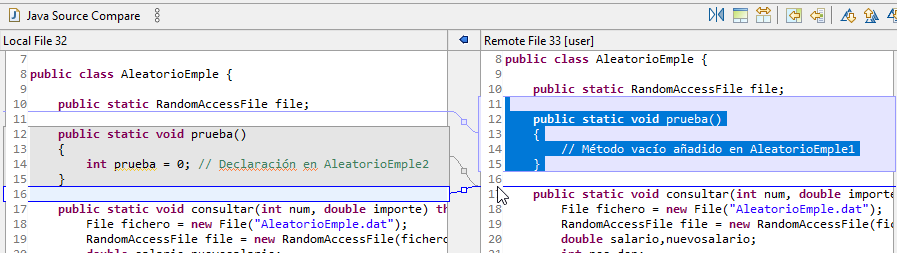 Java Source Compare
Local File 32
7
8 public class AleatorioEmple {
9
10 public static RandomAccessFile file;
11
12 public static void prueba()
13 {
14 int prueba = 0; // Declaración en AleatorioEmple2
15 }
16
17 public static void consultar(int num, double importe) th
18 File fichero = new File("AleatorioEmple.dat");
19 RandomAccessFile file = new RandomAccessFile(fichero
20 double salario,nuevosalario;
Remote File 33 [user]
8 public class AleatorioEmple {
9
10 public static RandomAccessFile file;
11
12 public static void prueba()
13 {
14 // Método vacío añadido en AleatorioEmple1
15 }
16
17 public static void consultar(int num, double importe
18 File fichero = new File("AleatorioEmple.dat");
19 RandomAccessFile file = new RandomAccessFile(ficher
20 double salario,nuevosalario;
21 int pos,dep;